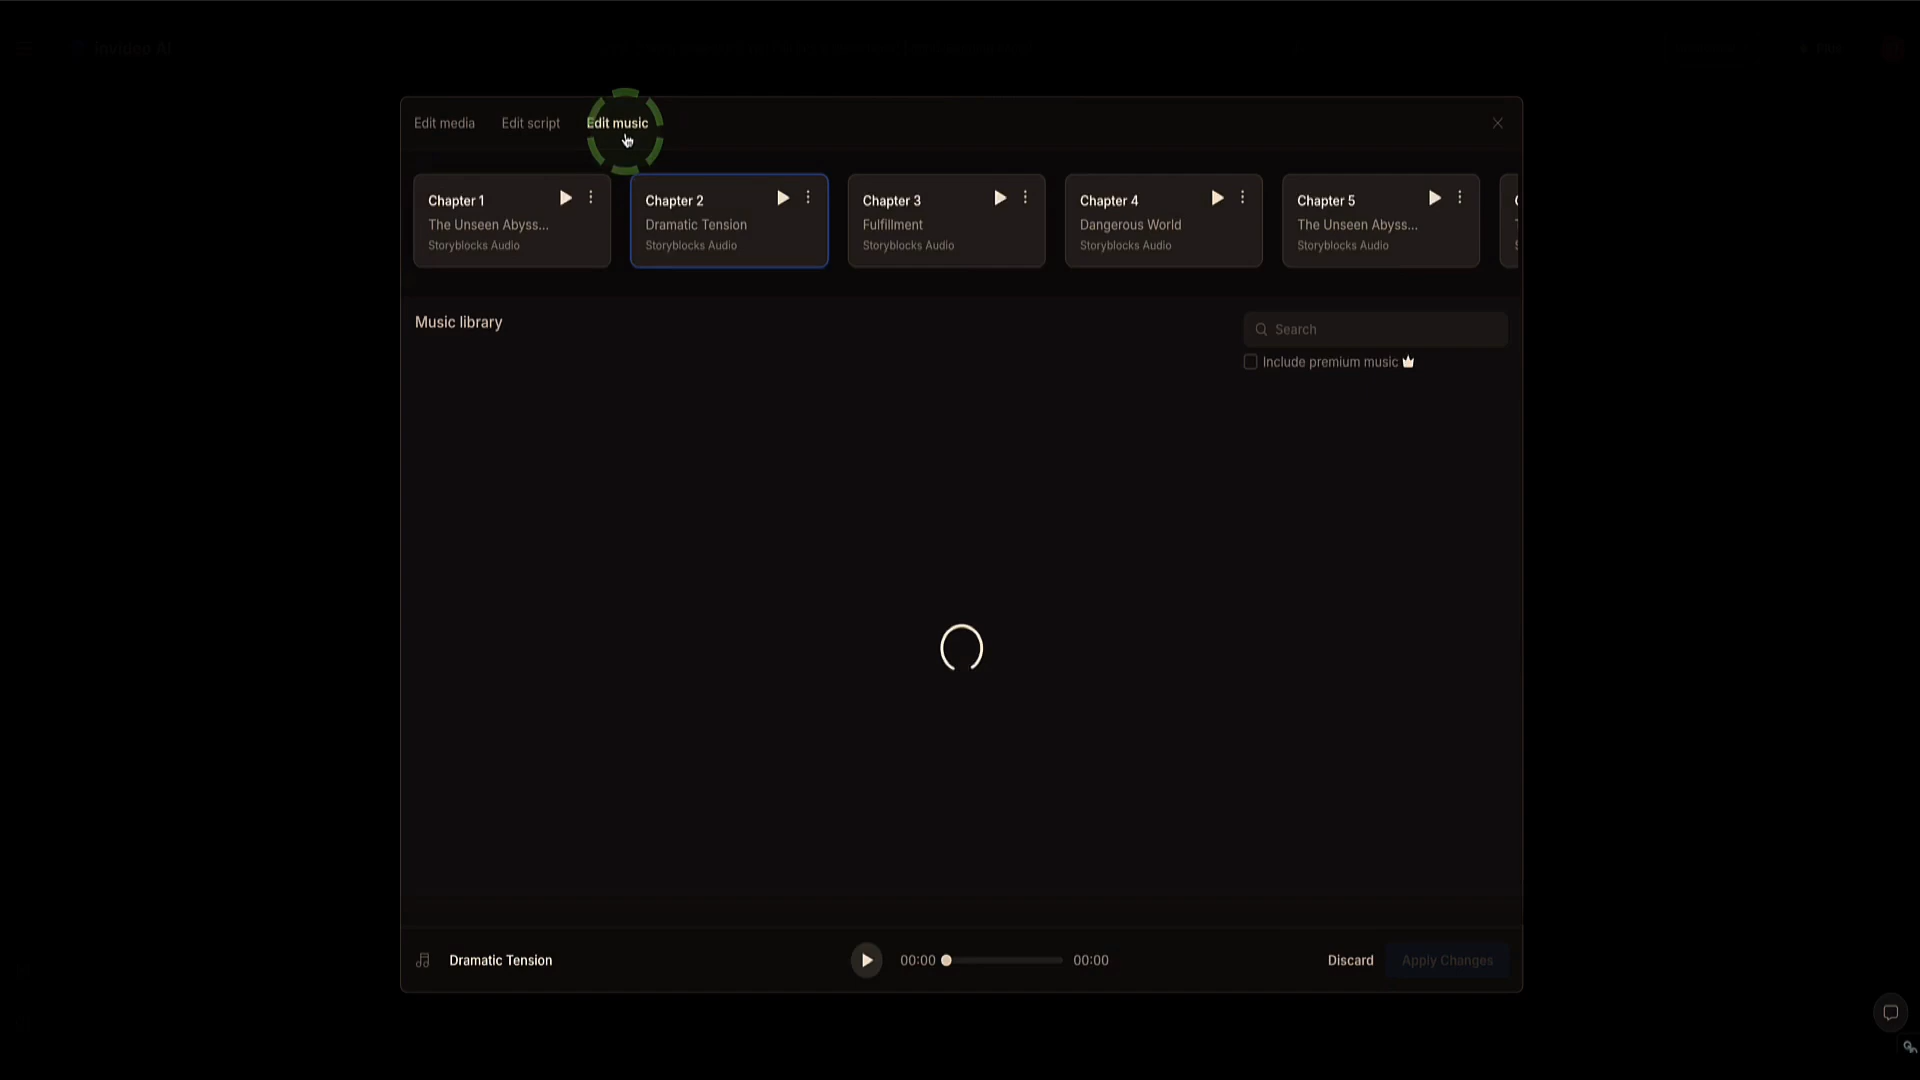 invideo AI
Edit media
Edit script
Edit music
Chapter 1
The Unseen Abyss...
Storyblocks Audio
Chapter 2
Dramatic Tension
Storyblocks Audio
Chapter 3
Fulfillment
Storyblocks Audio
Chapter 4
Dangerous World
Storyblocks Audio
Chapter 5
The Unseen Abyss...
Storyblocks Audio
Music library
Search
Include premium music
Dramatic Tension
00:00
00:00
Discard
Apply Changes